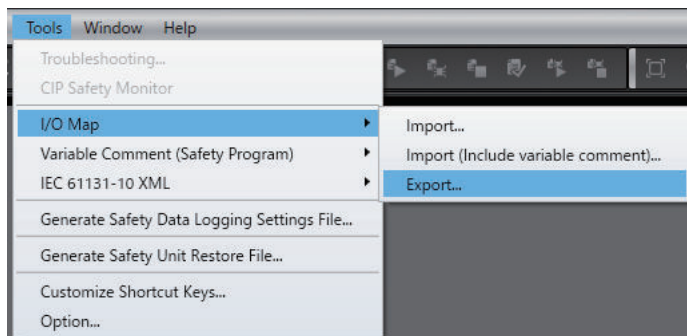 Tools Window Help
Troubleshooting...
CIP Safety Monitor
I/O Map
Import...
Variable Comment (Safety Program)
Import (Include variable comment)...
IEC 61131-10 XML
Export...
Generate Safety Data Logging Settings File...
Generate Safety Unit Restore File...
Customize Shortcut Keys...
Option...